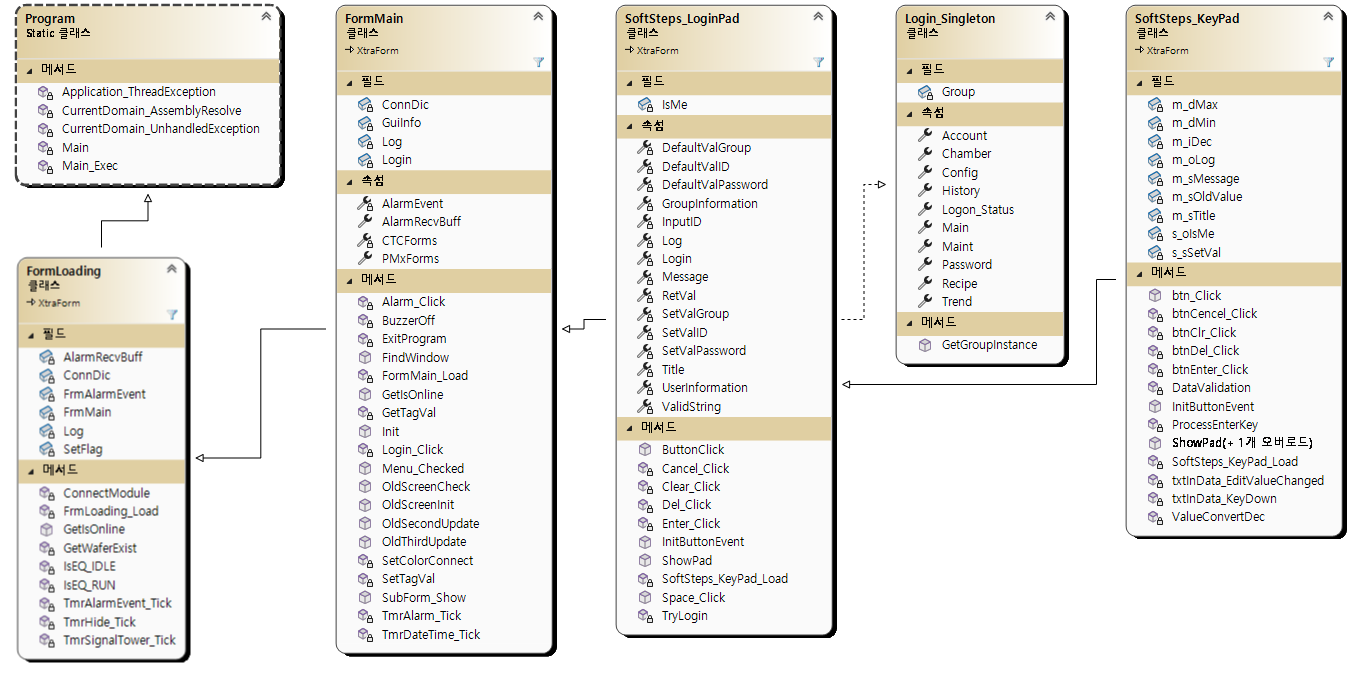 Program
Static 클래스
메서드
Application_ThreadException
CurrentDomain_AssemblyResolve
CurrentDomain_UnhandledException
Main
Main_Exec
FormLoading
클래스
XtraForm
필드
AlarmRecvBuff
ConnDic
FrmAlarmEvent
FrmMain
Log
SetFlag
메서드
ConnectModule
FrmLoading_Load
GetIsOnline
GetWaferExist
IsEQ_IDLE
IsEQ_RUN
TmrAlarmEvent_Tick
TmrHide_Tick
TmrSignalTower_Tick
FormMain
클래스
XtraForm
필드
ConnDic
GuiInfo
Log
Login
속성
AlarmEvent
AlarmRecvBuff
CTCForms
PMxForms
메서드
Alarm_Click
BuzzerOff
ExitProgram
FindWindow
FormMain_Load
GetIsOnline
GetTagVal
Init
Login_Click
Menu_Checked
OldScreenCheck
OldScreenInit
OldSecondUpdate
OldThirdUpdate
SetColorConnect
SetTagVal
SubForm_Show
TmrAlarm_Tick
TmrDateTime_Tick
SoftSteps_LoginPad
클래스
XtraForm
필드
IsMe
속성
DefaultValGroup
DefaultValID
DefaultValPassword
GroupInformation
InputID
Log
Login
Message
RetVal
SetValGroup
SetValID
SetValPassword
Title
UserInformation
ValidString
메서드
ButtonClick
Cancel_Click
Clear_Click
Del_Click
Enter_Click
InitButtonEvent
ShowPad
SoftSteps_KeyPad_Load
Space_Click
TryLogin
Login_Singleton
클래스
필드
Group
속성
Account
Chamber
Config
History
Logon_Status
Main
Maint
Password
Recipe
Trend
메서드
GetGroupInstance
SoftSteps_KeyPad
클래스
XtraForm
필드
m_dMax
m_dMin
m_iDec
m_oLog
m_sMessage
m_sOldValue
m_sTitle
s_oIsMe
s_sSetVal
메서드
btn_Click
btnCencel_Click
btnClr_Click
btnDel_Click
btnEnter_Click
DataValidation
InitButtonEvent
ProcessEnterKey
ShowPad(+ 1개 오버로드)
SoftSteps_KeyPad_Load
txtInData_EditValueChanged
txtInData_KeyDown
ValueConvertDec